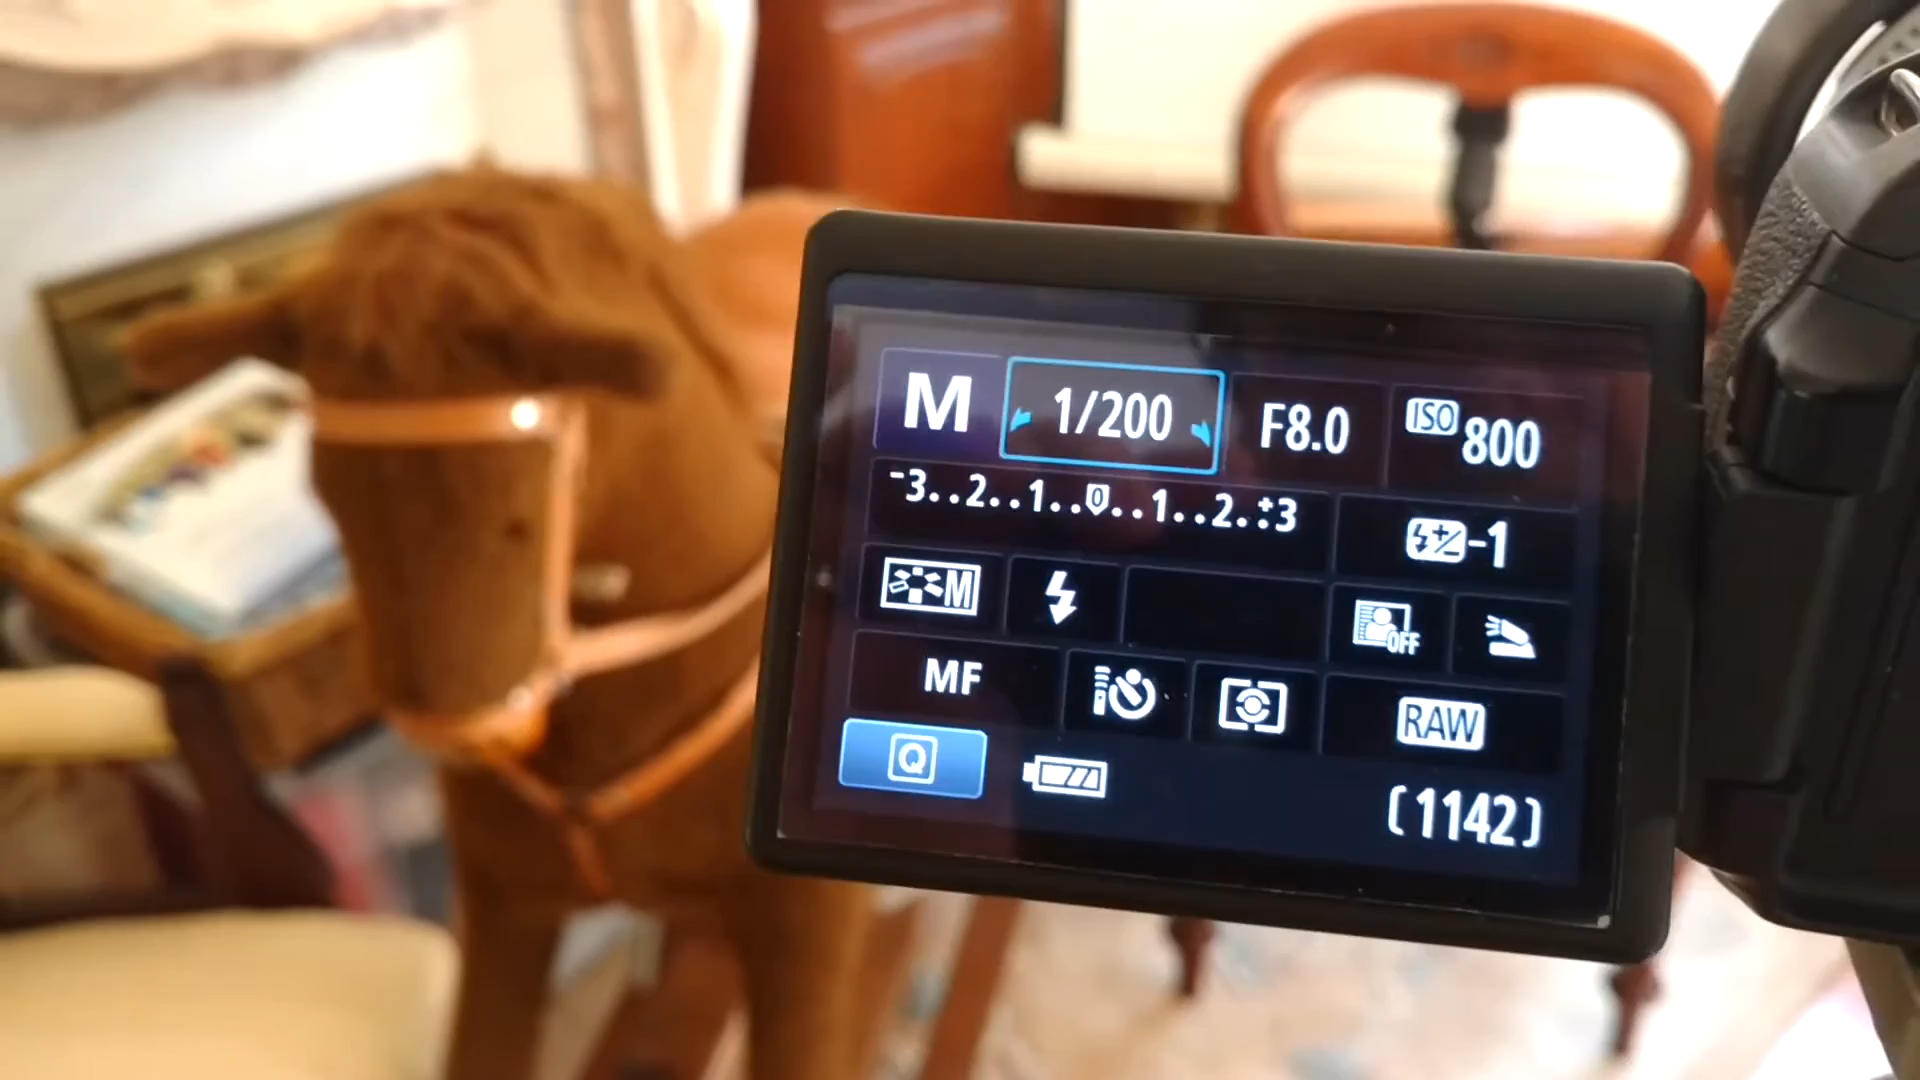 M 1/200 F8.0 ISO 800
-3..2..1..0..1..2.:+3 -1
M OFF
MF RAW
Q (1142)